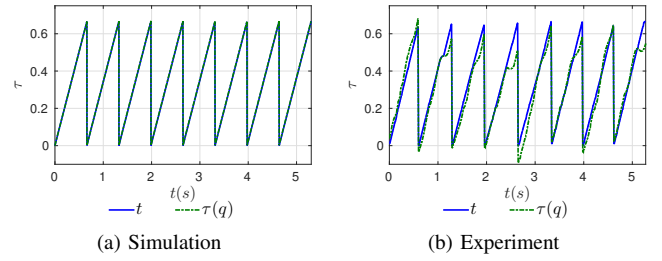 0.6
0.4
0.2
0
τ
0 1 2 3 4 5
t(s)
t τ(q)
(a) Simulation
0.6
0.4
0.2
0
τ
0 1 2 3 4 5
t(s)
t τ(q)
(b) Experiment